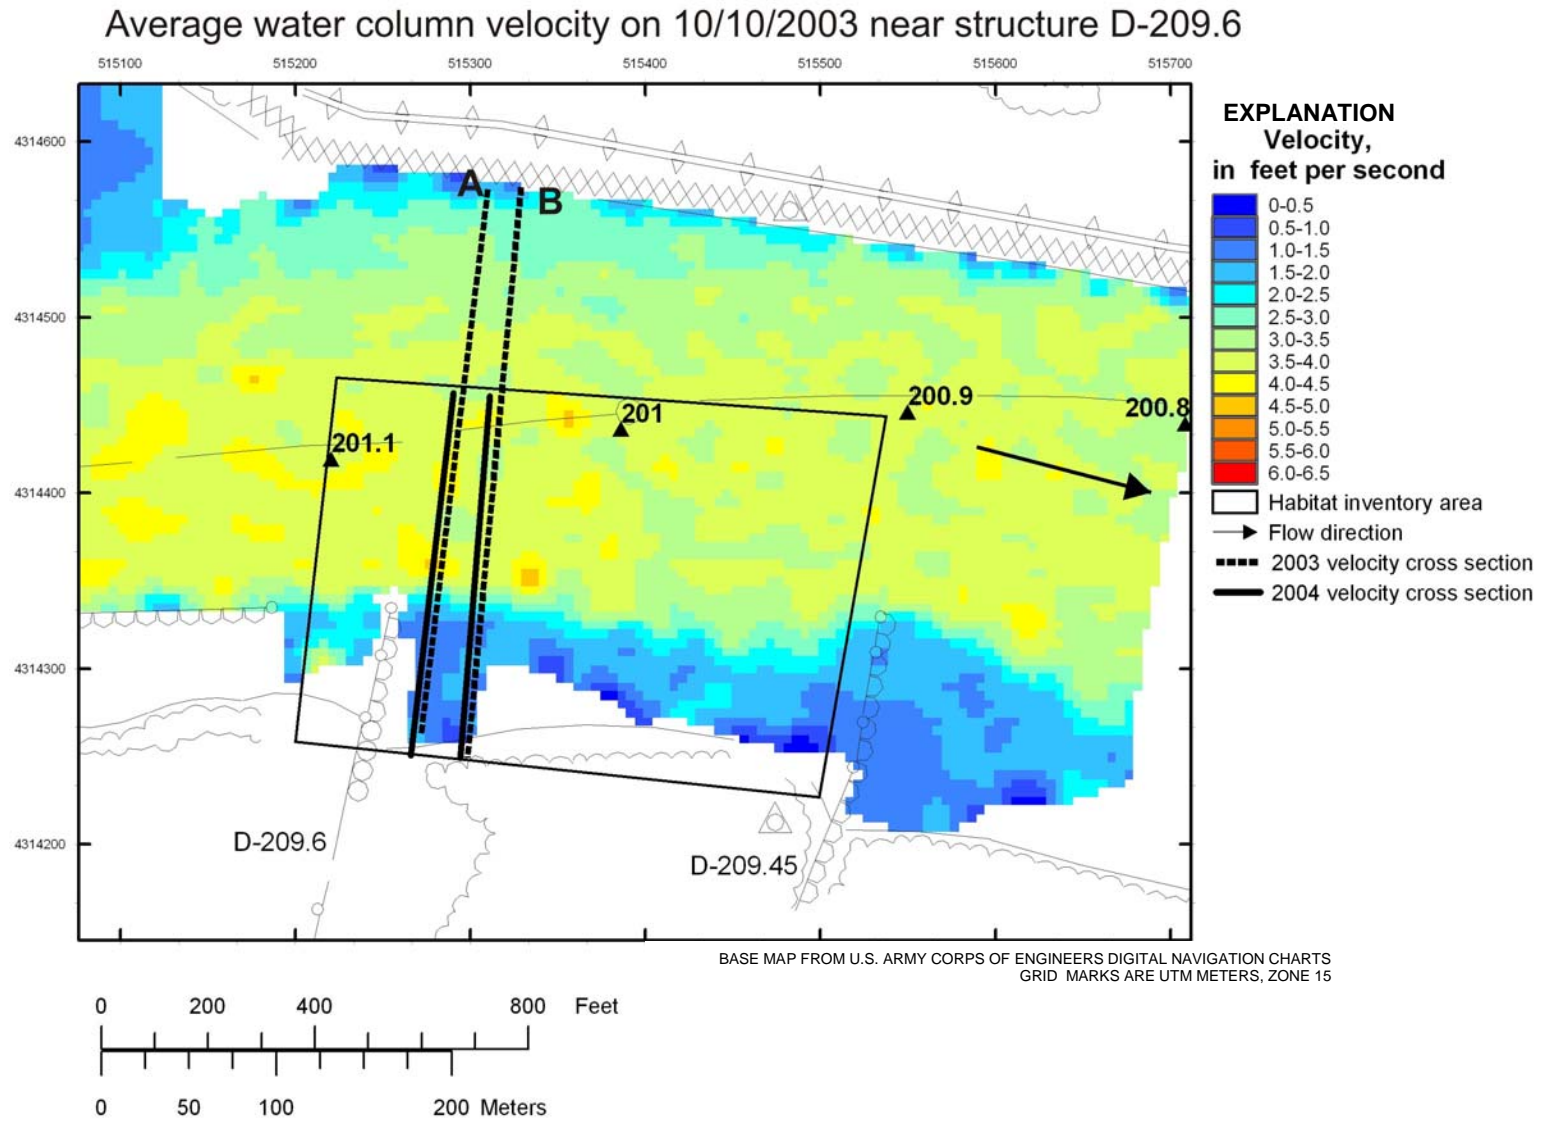 Average water column velocity on 10/10/2003 near structure D-209.6
515100 515200 515300 515400 515500 515600 515700
4314600
4314500
4314400
4314300
4314200
A
B
201.1
201
200.9
200.8
D-209.6
D-209.45
EXPLANATION
Velocity,
in feet per second
0-0.5
0.5-1.0
1.0-1.5
1.5-2.0
2.0-2.5
2.5-3.0
3.0-3.5
3.5-4.0
4.0-4.5
4.5-5.0
5.0-5.5
5.5-6.0
6.0-6.5
Habitat inventory area
Flow direction
2003 velocity cross section
2004 velocity cross section
BASE MAP FROM U.S. ARMY CORPS OF ENGINEERS DIGITAL NAVIGATION CHARTS
GRID MARKS ARE UTM METERS, ZONE 15
0 200 400 800 Feet
0 50 100 200 Meters